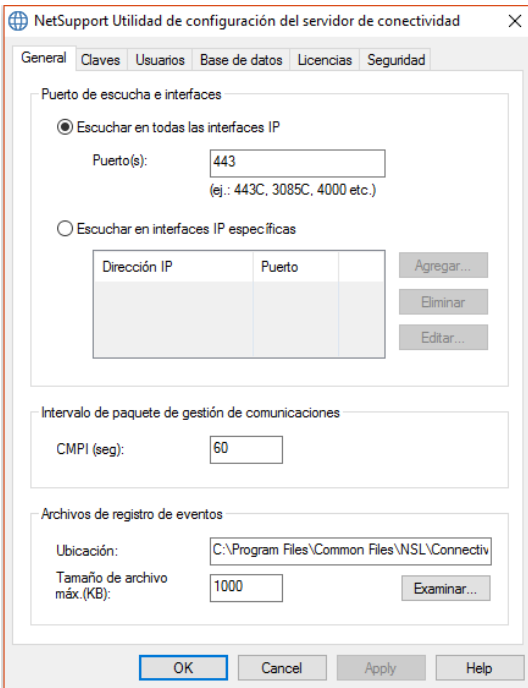 NetSupport Utilidad de configuración del servidor de conectividad
General Claves Usuarios Base de datos Licencias Seguridad
Puerto de escucha e interfaces
Escuchar en todas las interfaces IP
Puerto(s): 443
(ej.: 443C, 3085C, 4000 etc.)
Escuchar en interfaces IP específicas
Dirección IP Puerto
Agregar...
Eliminar
Editar...
Intervalo de paquete de gestión de comunicaciones
CMPI (seg): 60
Archivos de registro de eventos
Ubicación: C:\Program Files\Common Files\NSL\Connectiv
Tamaño de archivo
máx.(KB): 1000 Examinar...
OK Cancel Apply Help